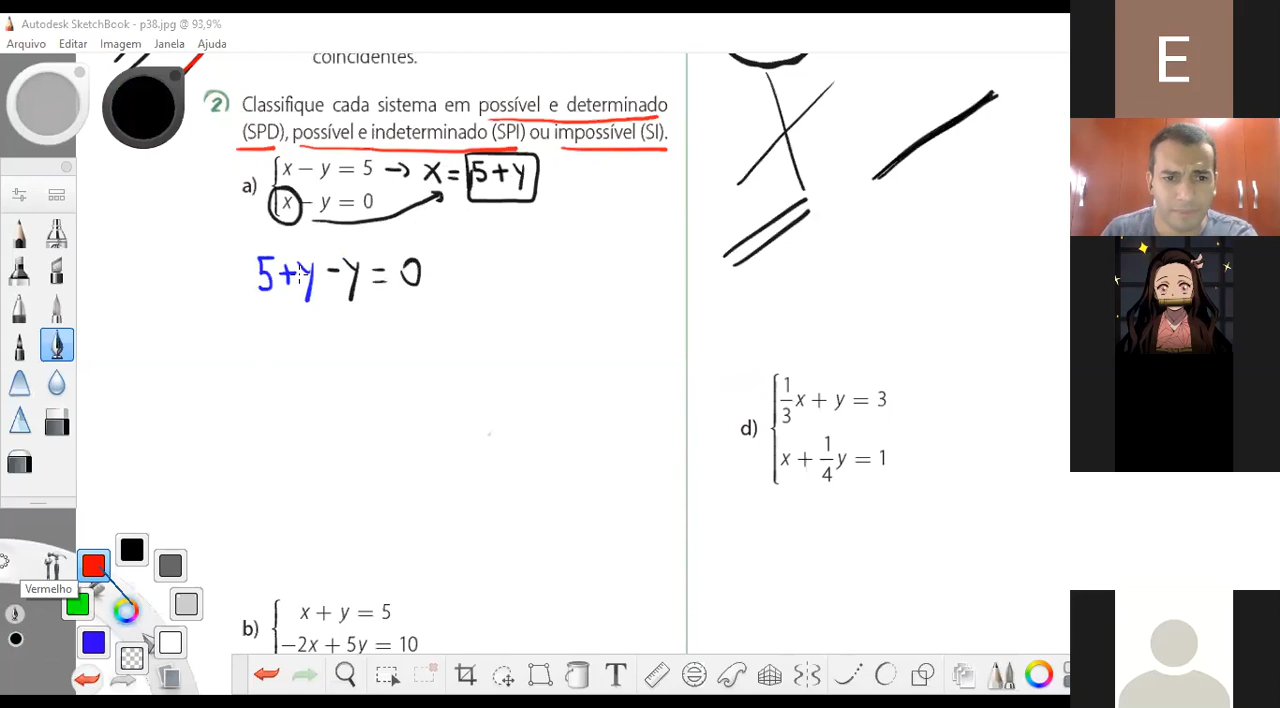 Autodesk SketchBook - p38.jpg @ 93,9%
Arquivo Editar Imagem Janela Ajuda
coincidentes.
2 Classifique cada sistema em possível e determinado
(SPD), possível e indeterminado (SPI) ou impossível (SI).
a) x − y = 5 → x = 5+y
x − y = 0
5+y -y = 0
d) 1/3 x + y = 3
x + 1/4 y = 1
b) x + y = 5
−2x + 5y = 10
Vermelho
E
T